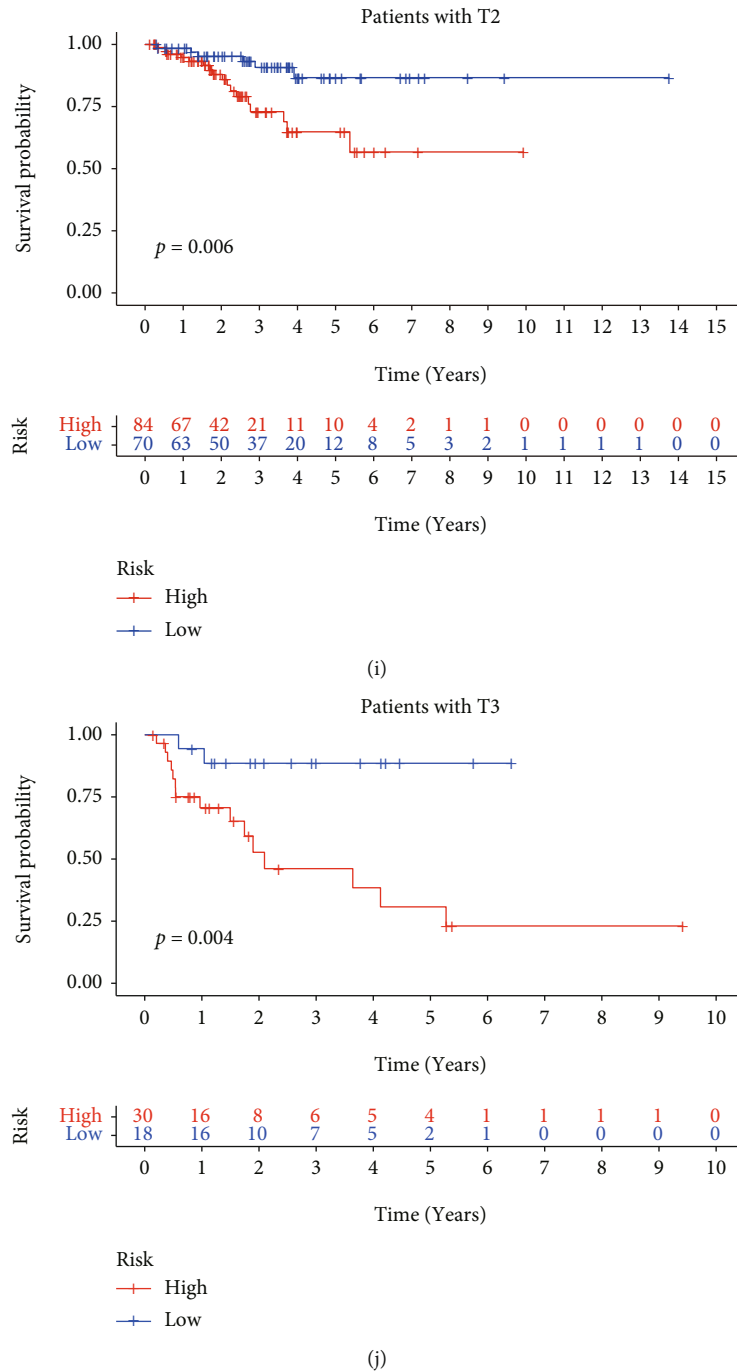 Patients with T2
1.00
0.75
0.50
0.25
0.00
Survival probability
p = 0.006
0 1 2 3 4 5 6 7 8 9 10 11 12 13 14 15
Time (Years)
Risk
High 84 67 42 21 11 10 4 2 1 1 0 0 0 0 0 0
Low 70 63 50 37 20 12 8 5 3 2 1 1 1 1 0 0
0 1 2 3 4 5 6 7 8 9 10 11 12 13 14 15
Time (Years)
Risk
High
Low
(i)
Patients with T3
1.00
0.75
0.50
0.25
0.00
Survival probability
p = 0.004
0 1 2 3 4 5 6 7 8 9 10
Time (Years)
Risk
High 30 16 8 6 5 4 1 1 1 1 0
Low 18 16 10 7 5 2 1 0 0 0 0
0 1 2 3 4 5 6 7 8 9 10
Time (Years)
Risk
High
Low
(j)